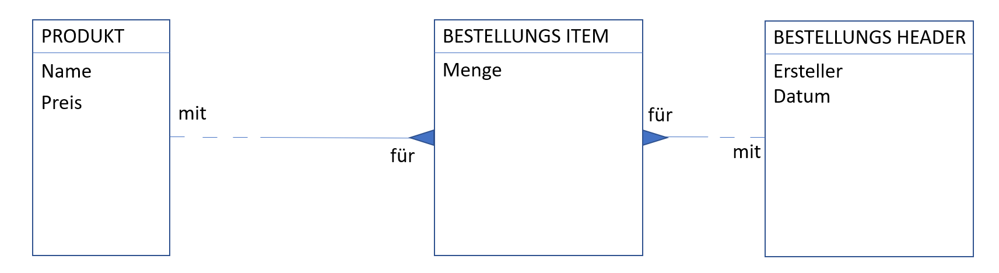 PRODUKT
Name
Preis
mit
für
BESTELLUNGS ITEM
Menge
für
mit
BESTELLUNGS HEADER
Ersteller
Datum